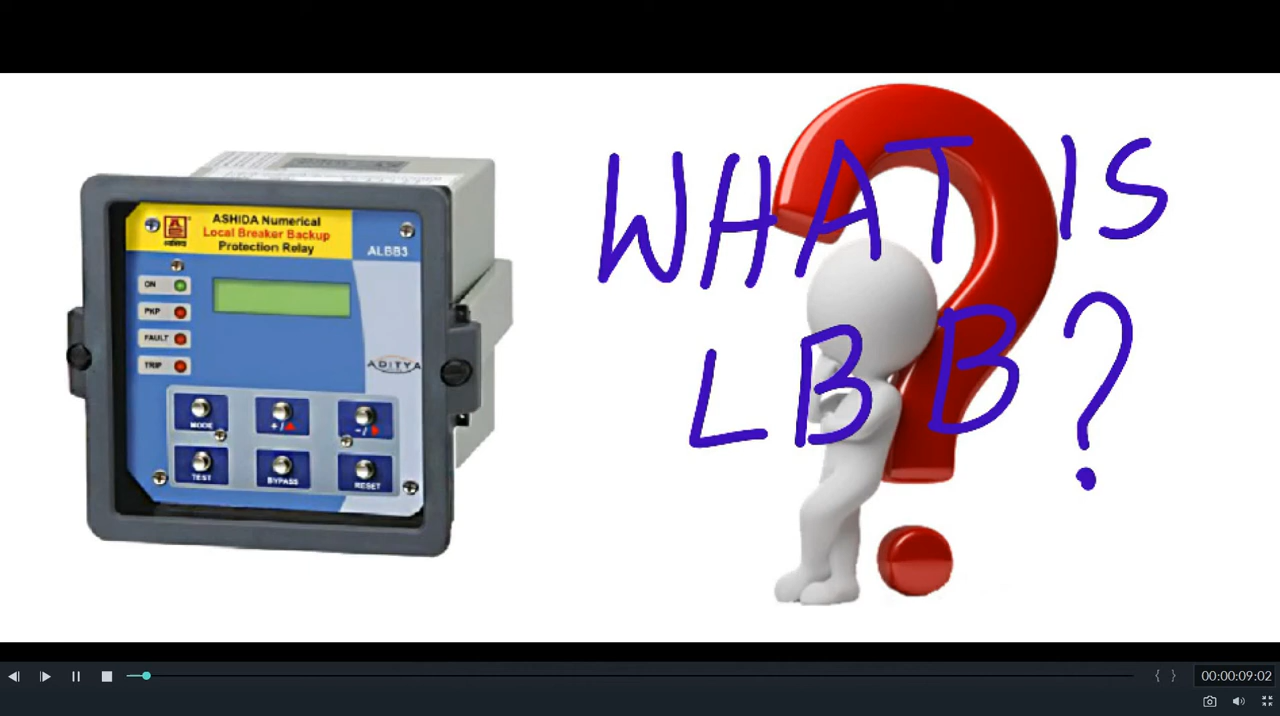 ASHIDA Numerical
Local Breaker Backup
Protection Relay
ALBB3
ON
PKP
FAULT
TRIP
ADITYA
MODE
+/
-/
TEST
BYPASS
RESET
WHAT IS
LBB?
00:00:09:02